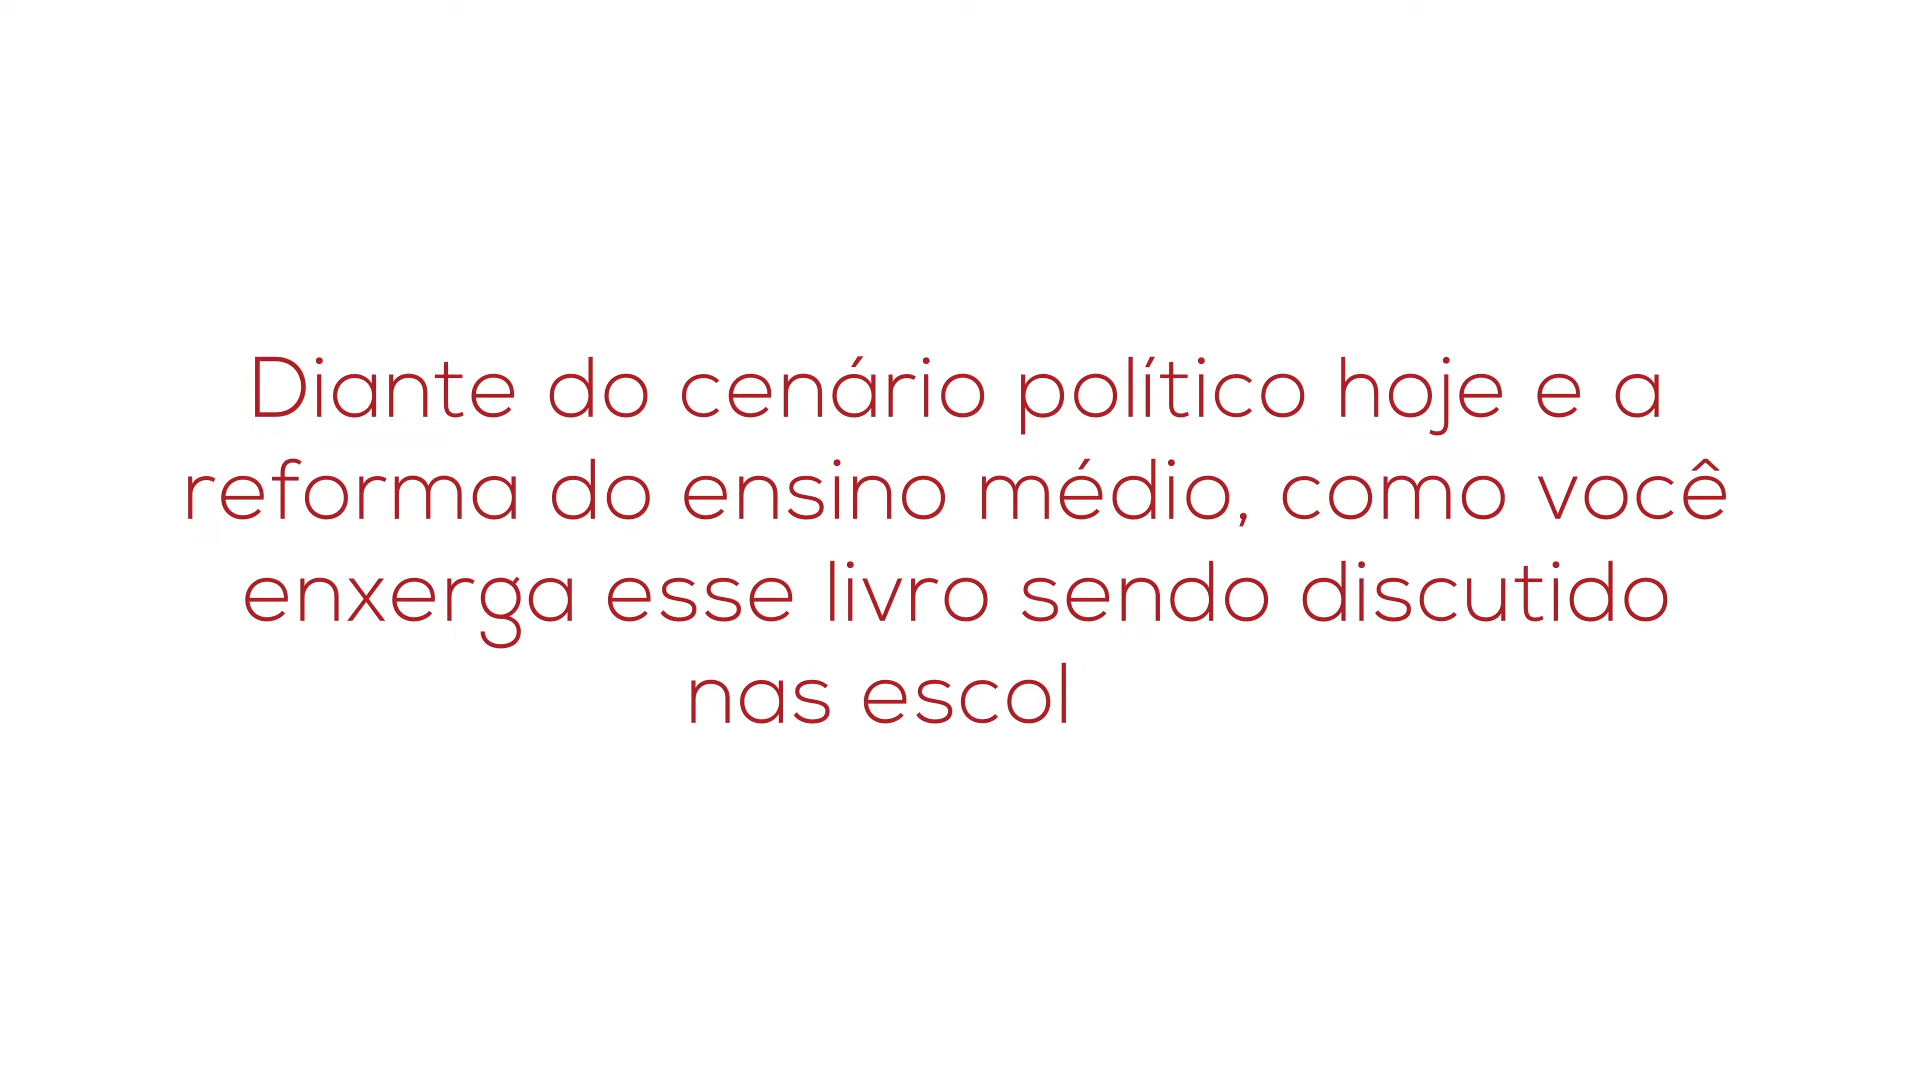 Diante do cenário político hoje e a
reforma do ensino médio, como você
enxerga esse livro sendo discutido
nas escol